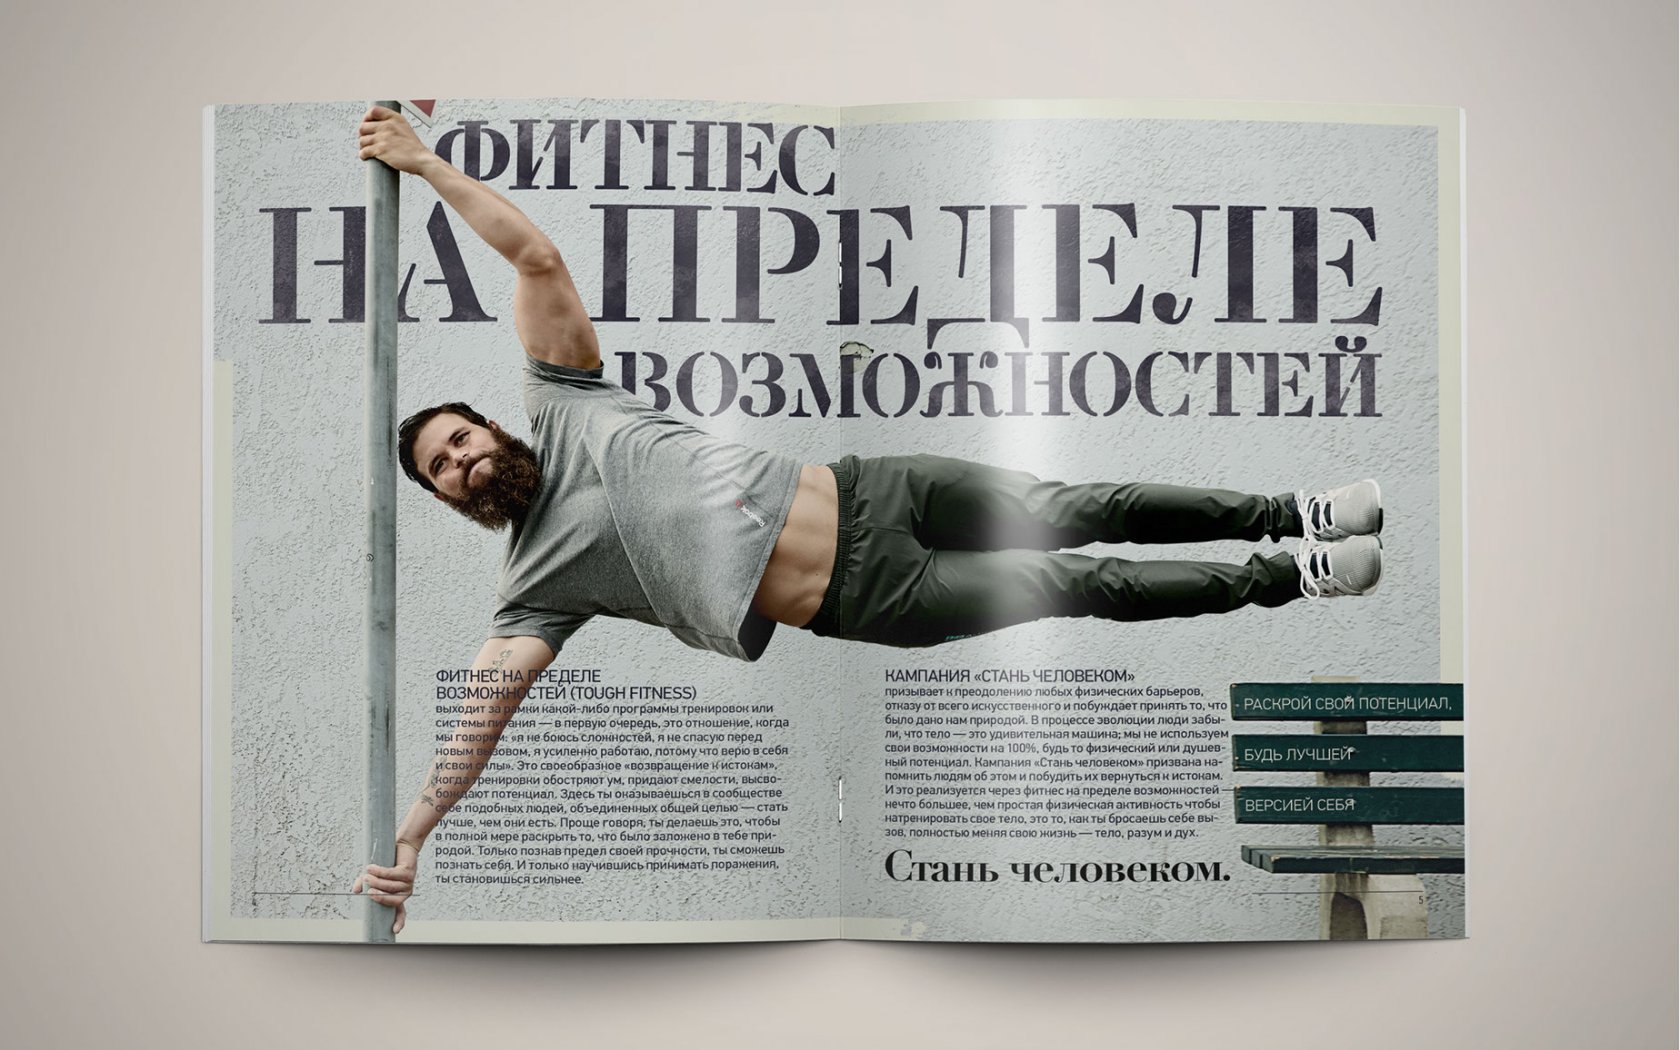 ФИТНЕС
НА ПРЕДЕЛЕ
ВОЗМОЖНОСТЕЙ
Reebok
ФИТНЕС НА ПРЕДЕЛЕ
ВОЗМОЖНОСТЕЙ (TOUGH FITNESS)
выходит за рамки какой-либо программы тренировок или
системы питания — в первую очередь, это отношение, когда
мы говорим: «я не боюсь сложностей, я не спасую перед
новым вызовом, я усиленно работаю, потому что верю в себя
и свои силы». Это своеобразное «возвращение к истокам»,
когда тренировки обостряют ум, придают смелости, высво-
бождают потенциал. Здесь ты оказываешься в сообществе
себе подобных людей, объединенных общей целью — стать
лучше, чем они есть. Проще говоря, ты делаешь это, чтобы
в полной мере раскрыть то, что было заложено в тебе при-
родой. Только познав предел своей прочности, ты сможешь
познать себя. И только научившись принимать поражения,
ты становишься сильнее.
КАМПАНИЯ «СТАНЬ ЧЕЛОВЕКОМ»
призывает к преодолению любых физических барьеров,
отказу от всего искусственного и побуждает принять то, что
было дано нам природой. В процессе эволюции люди забы-
ли, что тело — это удивительная машина; мы не используем
свои возможности на 100%, будь то физический или душев-
ный потенциал. Кампания «Стань человеком» призвана на-
помнить людям об этом и побудить их вернуться к истокам.
И это реализуется через фитнес на пределе возможностей —
нечто большее, чем простая физическая активность чтобы
натренировать свое тело, это то, как ты бросаешь себе вы-
зов, полностью меняя свою жизнь — тело, разум и дух.
Стань человеком.
РАСКРОЙ СВОЙ ПОТЕНЦИАЛ,
БУДЬ ЛУЧШЕЙ
ВЕРСИЕЙ СЕБЯ
5